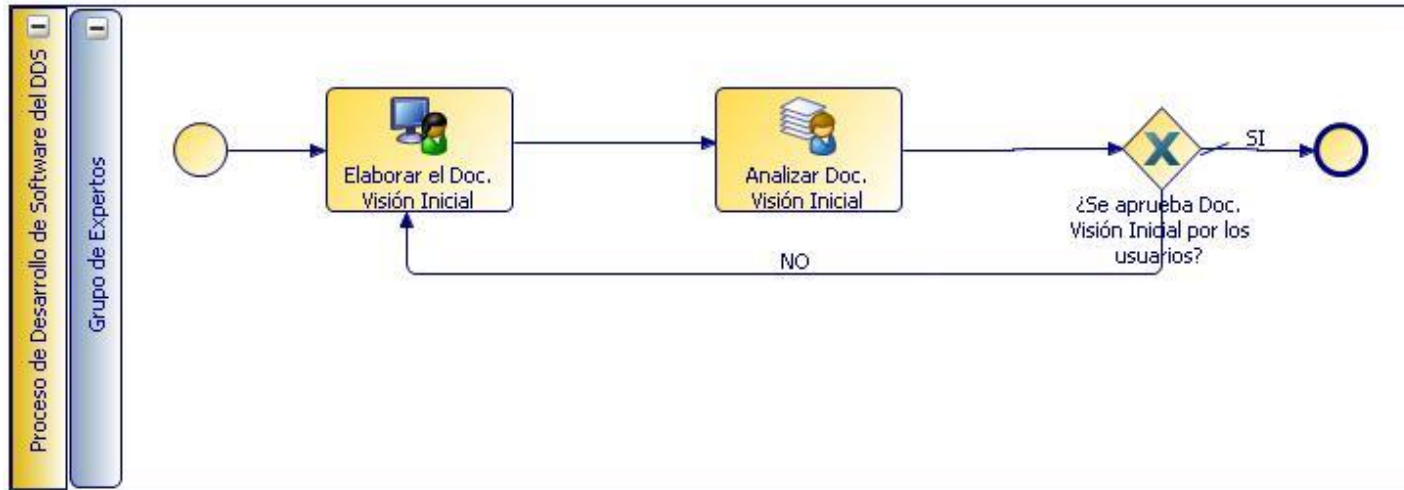 Proceso de Desarrollo de Software del DDS
Grupo de Expertos
Elaborar el Doc.
Visión Inicial
Analizar Doc.
Visión Inicial
SI
¿Se aprueba Doc.
Visión Inicial por los
usuarios?
NO